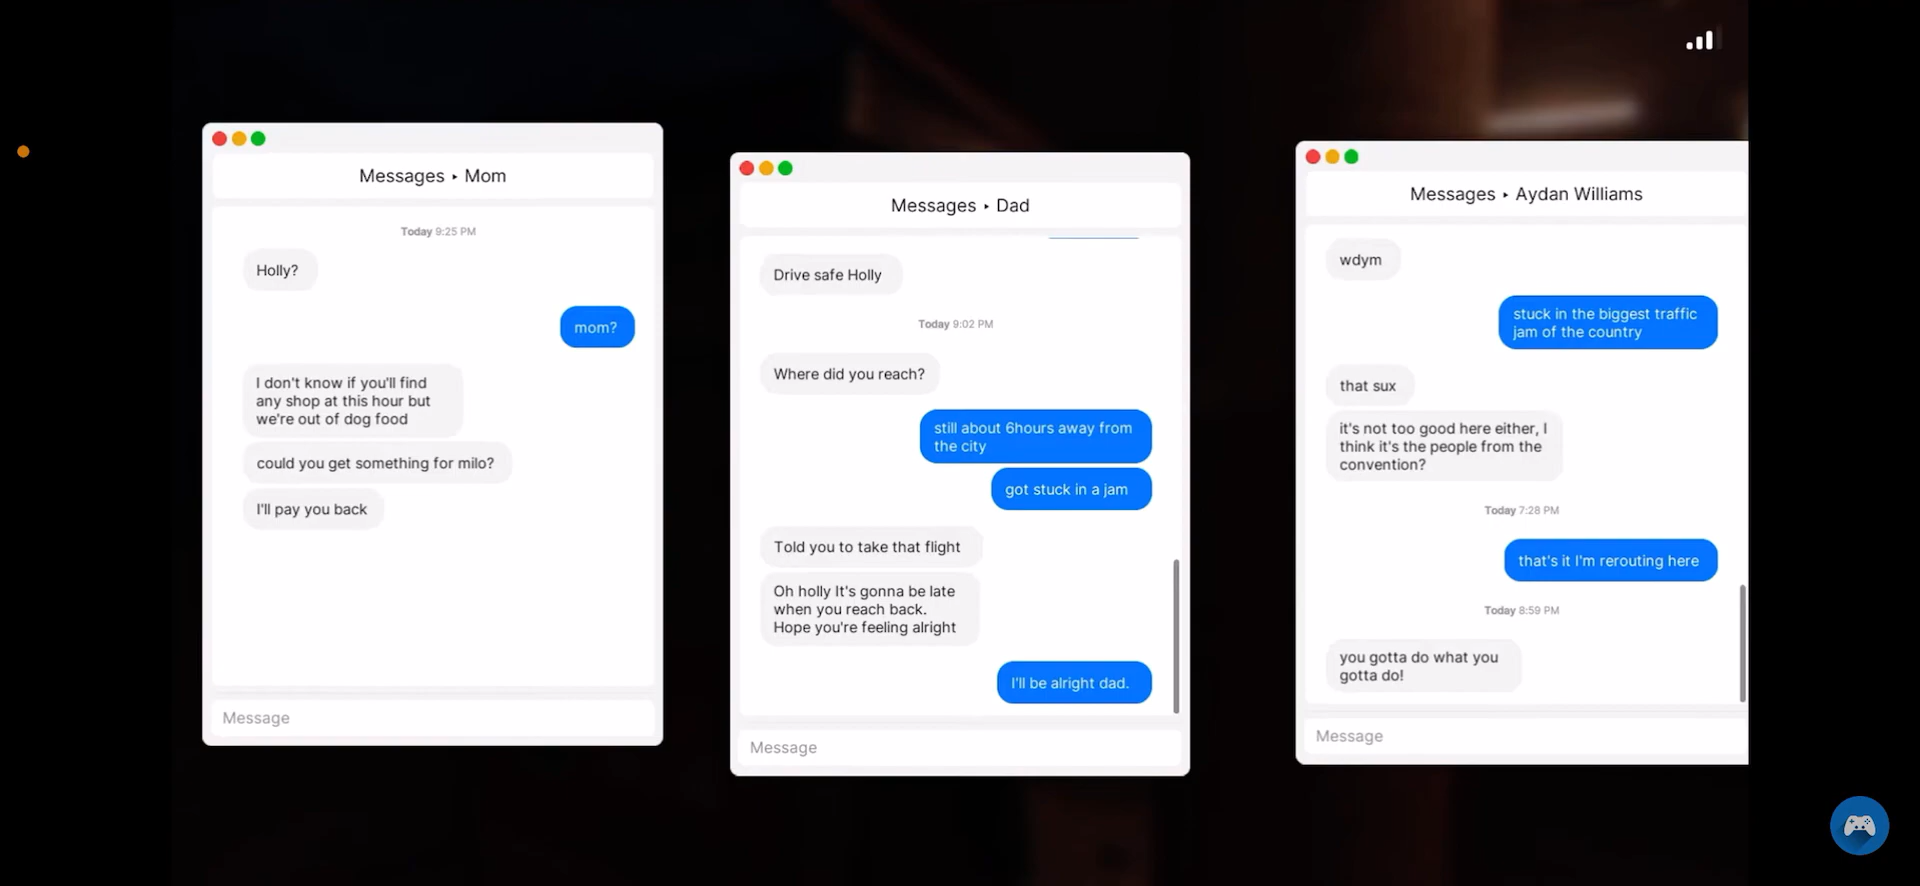 Messages ‣ Mom
Today 9:25 PM
Holly?
mom?
I don't know if you'll find
any shop at this hour but
we're out of dog food
could you get something for milo?
I'll pay you back
Message
Messages ‣ Dad
Drive safe Holly
Today 9:02 PM
Where did you reach?
still about 6hours away from
the city
got stuck in a jam
Told you to take that flight
Oh holly It's gonna be late
when you reach back.
Hope you're feeling alright
I'll be alright dad.
Message
Messages ‣ Aydan Williams
wdym
stuck in the biggest traffic
jam of the country
that sux
it's not too good here either, I
think it's the people from the
convention?
Today 7:28 PM
that's it I'm rerouting here
Today 8:59 PM
you gotta do what you
gotta do!
Message